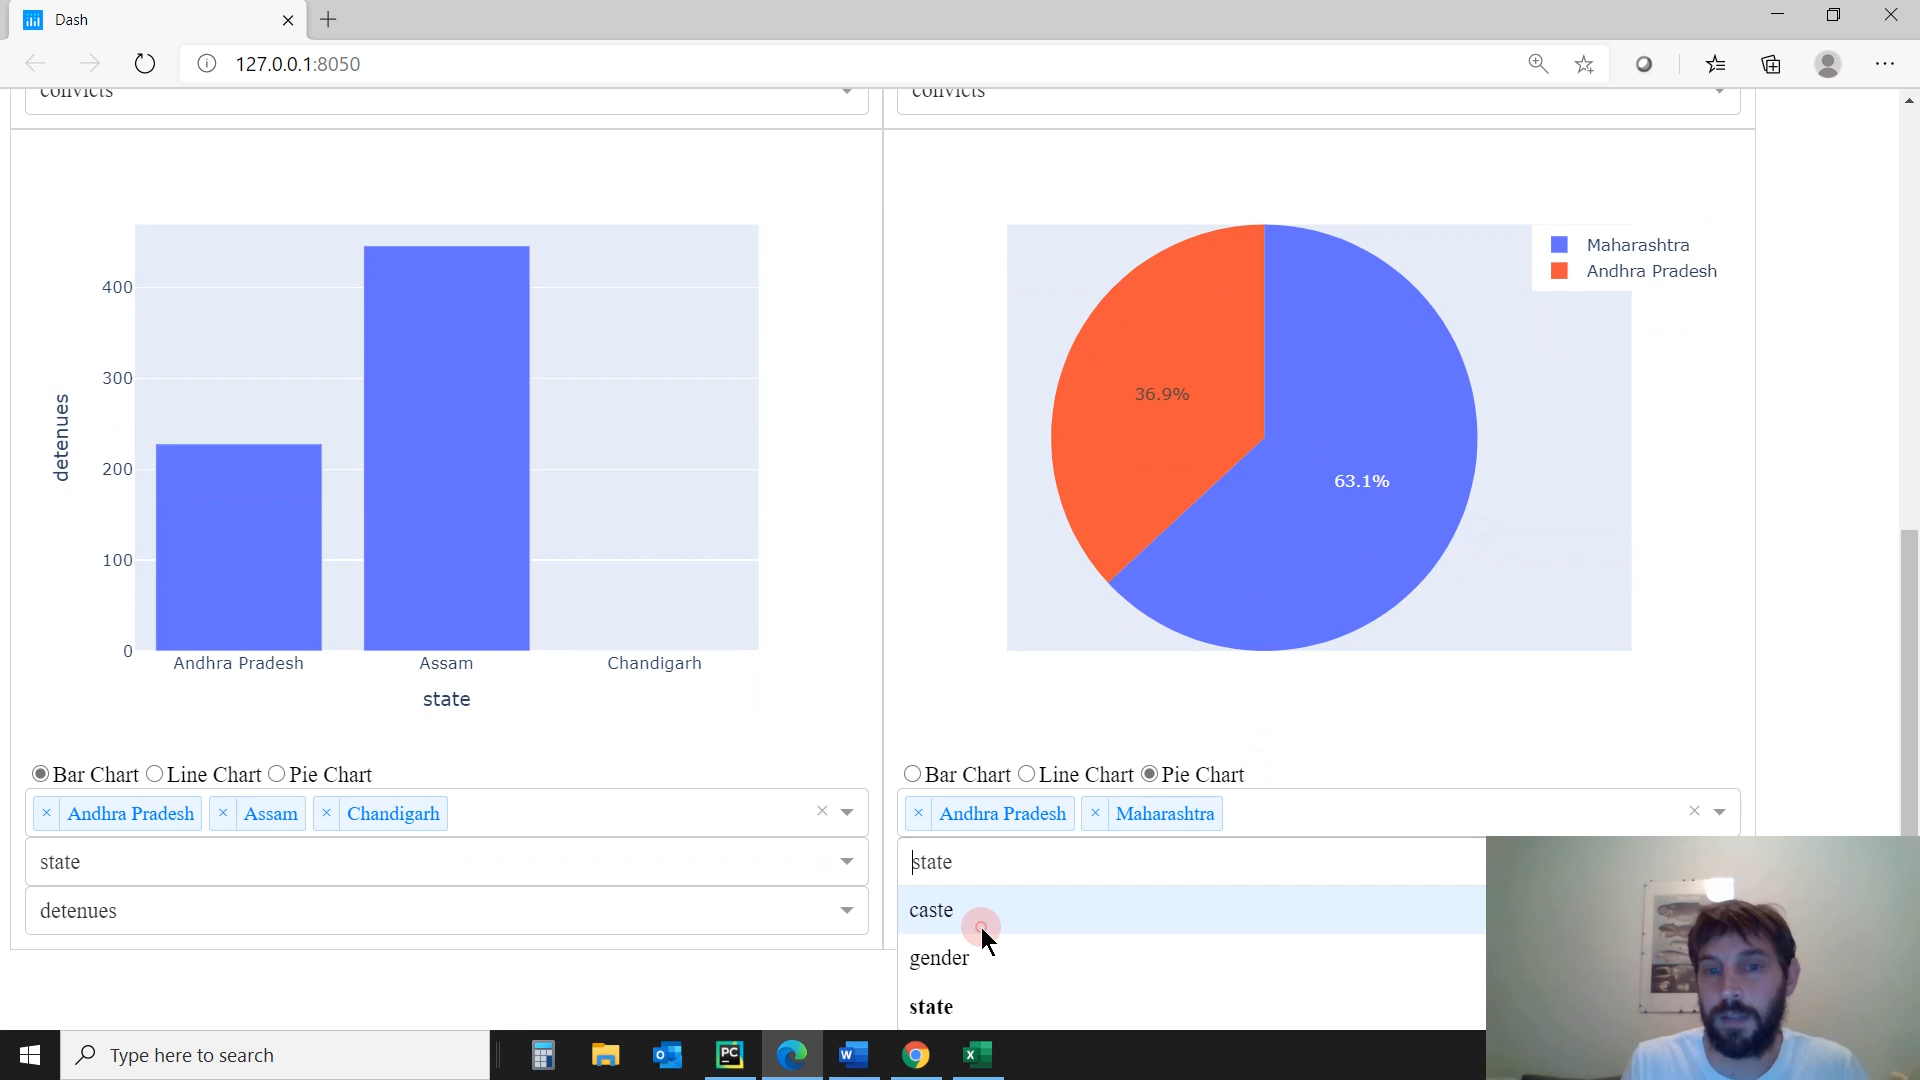 Dash
127.0.0.1:8050
convicts
convicts
400
300
200
100
0
detenues
Andhra Pradesh
Assam
Chandigarh
state
Maharashtra
Andhra Pradesh
36.9%
63.1%
Bar Chart Line Chart Pie Chart
× Andhra Pradesh × Assam × Chandigarh ×
state
detenues
Bar Chart Line Chart Pie Chart
× Andhra Pradesh × Maharashtra ×
state
caste
gender
state
Type here to search
PC
W
X